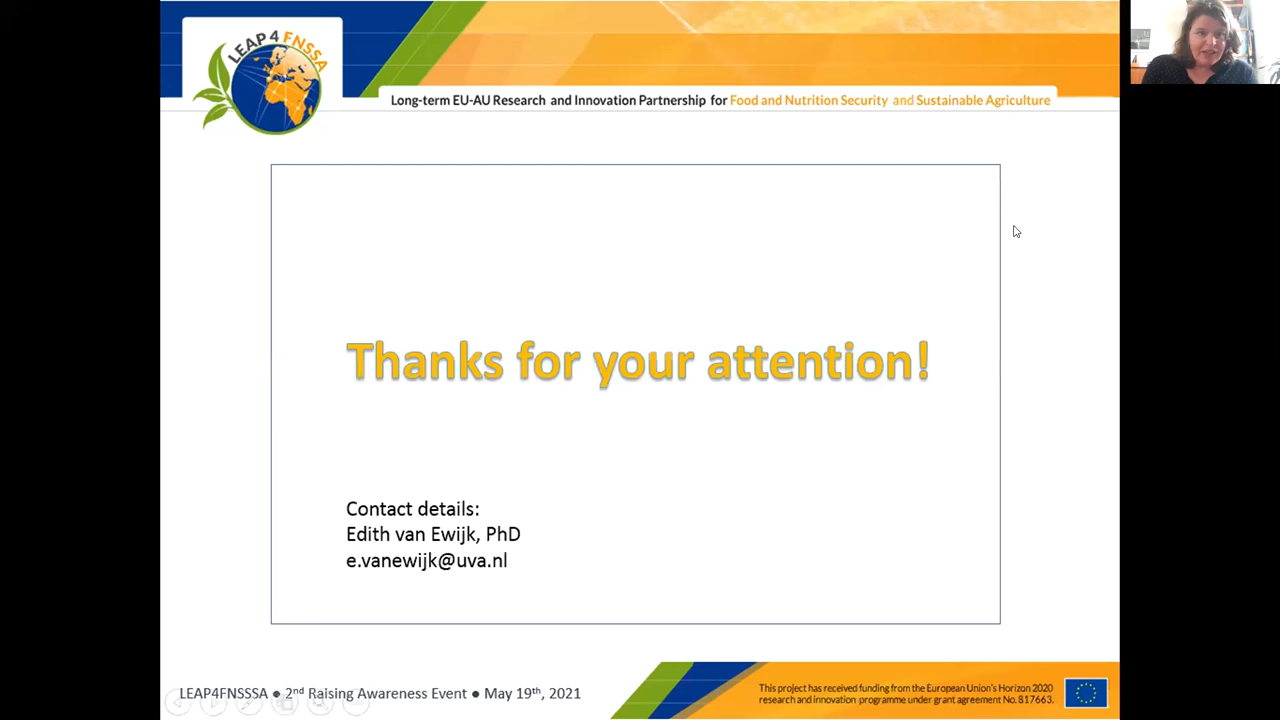 LEAP 4 FNSSA
Long-term EU-AU Research and Innovation Partnership for Food and Nutrition Security and Sustainable Agriculture
Thanks for your attention!
Contact details:
Edith van Ewijk, PhD
e.vanewijk@uva.nl
LEAP4FNSSSA ● 2nd Raising Awareness Event ● May 19th, 2021
This project has received funding from the European Union's Horizon 2020
research and innovation programme under grant agreement No.817663.